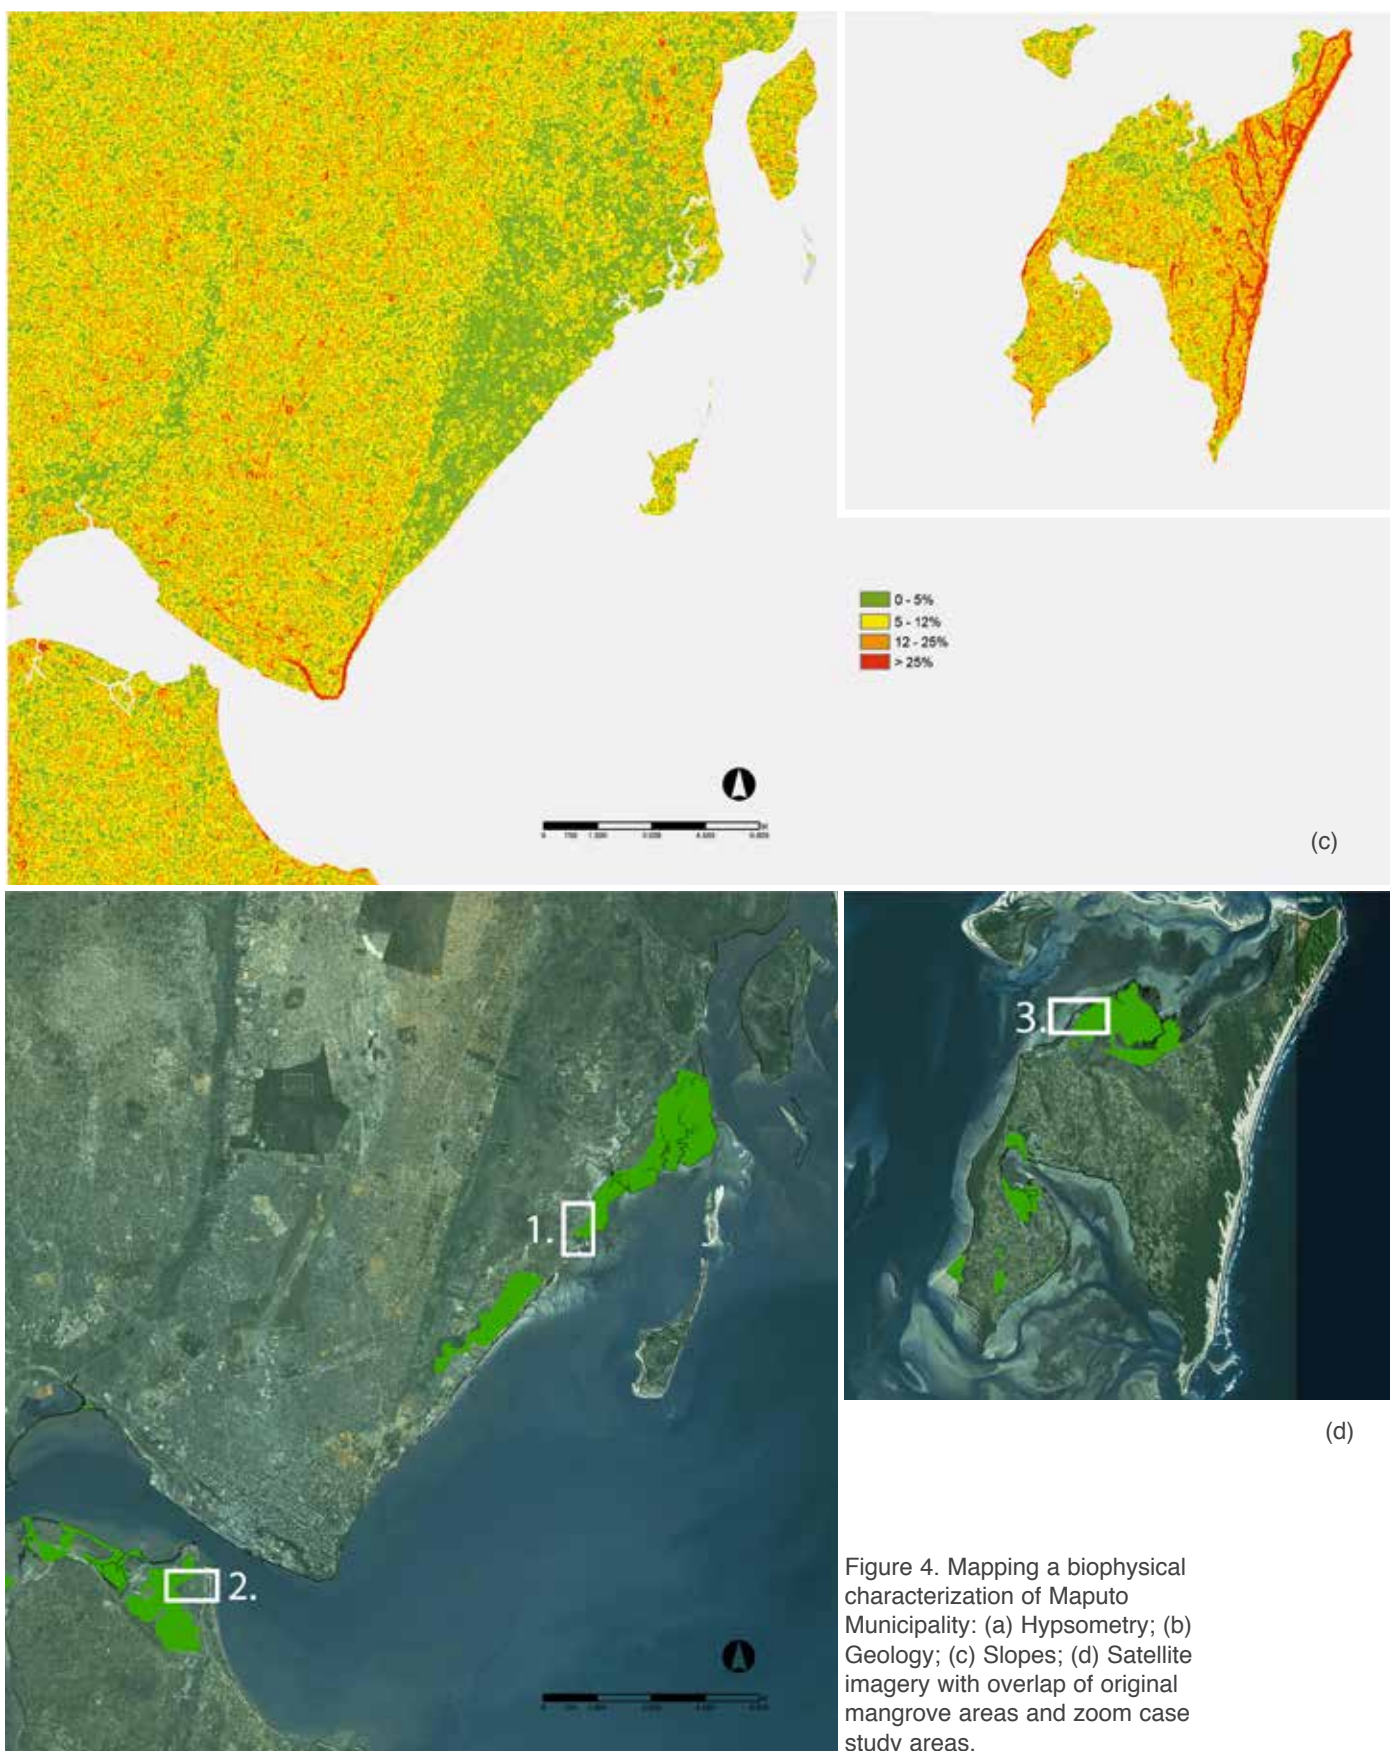 0 - 5%
5 - 12%
12 - 25%
> 25%
(c)
1.
2.
3.
(d)
Figure 4. Mapping a biophysical
characterization of Maputo
Municipality: (a) Hypsometry; (b)
Geology; (c) Slopes; (d) Satellite
imagery with overlap of original
mangrove areas and zoom case
study areas.